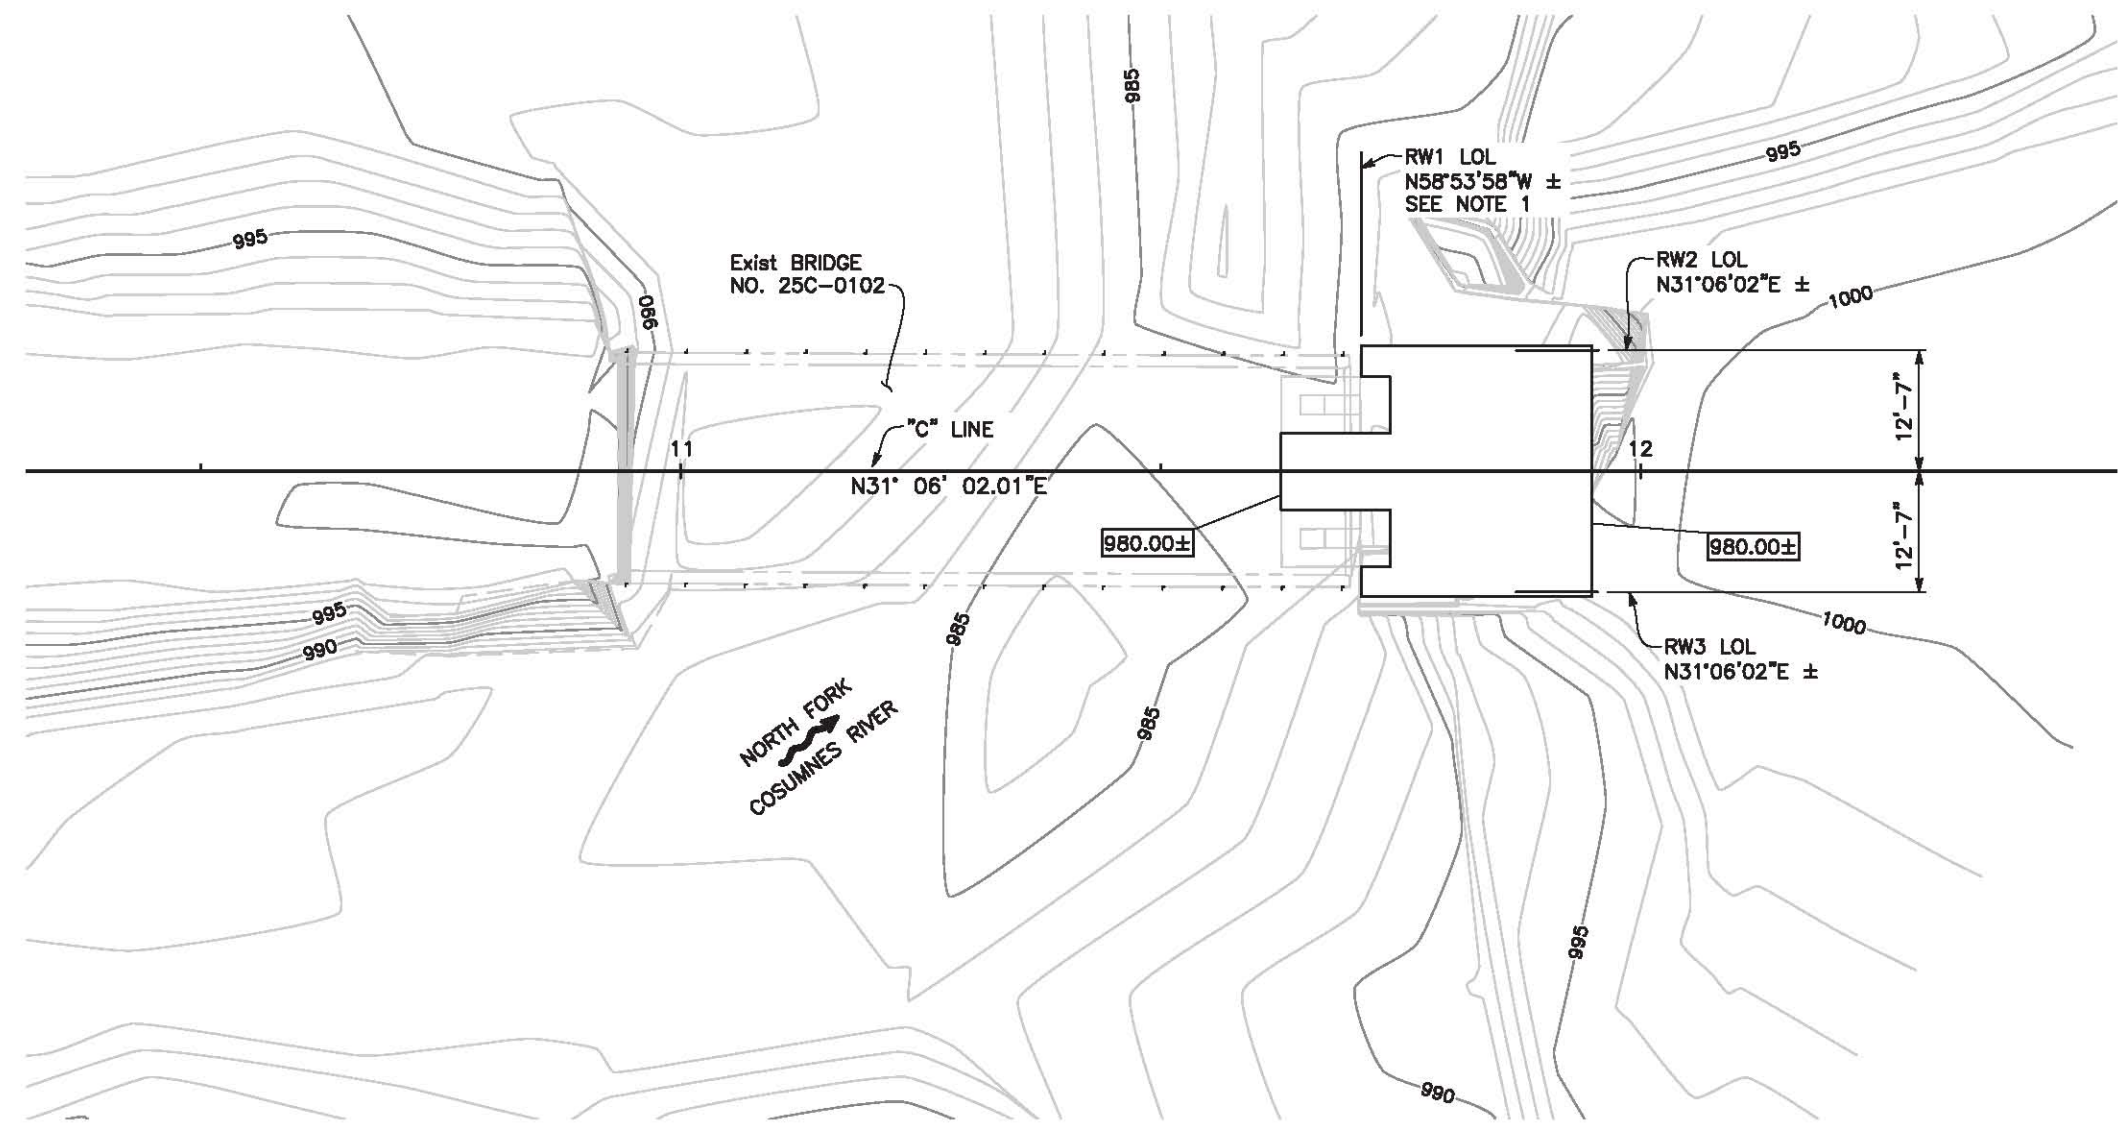 985
RW1 LOL
N58°53'58"W ±
SEE NOTE 1
995
995
Exist BRIDGE
NO. 25C-0102
990
RW2 LOL
N31°06'02"E ±
1000
12'-7"
"C" LINE
11
12
N31° 06' 02.01"E
980.00±
980.00±
12'-7"
995
990
985
1000
RW3 LOL
N31°06'02"E ±
985
NORTH FORK
COSUMNES RIVER
995
990